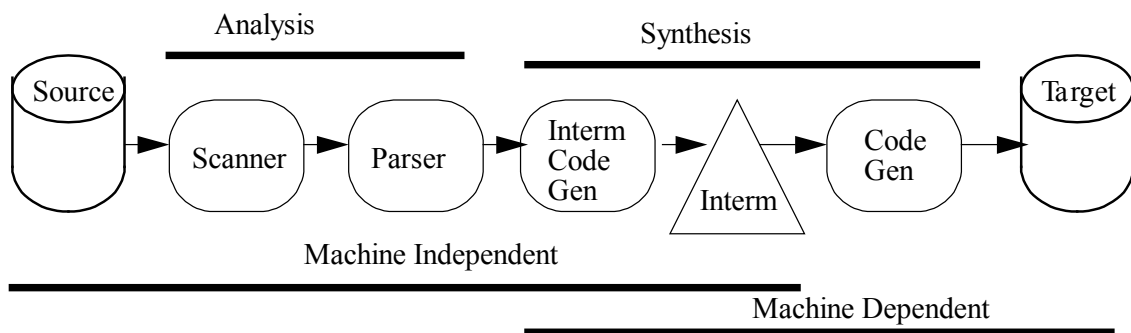 Analysis
Synthesis
Source
Scanner
Parser
Interm
Code
Gen
Interm
Code
Gen
Target
Machine Independent
Machine Dependent